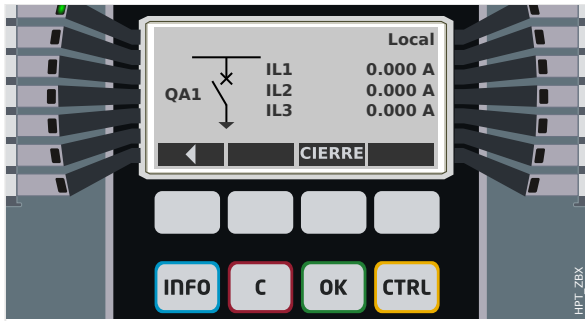 Local
IL1 0.000 A
QA1 IL2 0.000 A
IL3 0.000 A
CIERRE
INFO C OK CTRL
HPT_ZBX